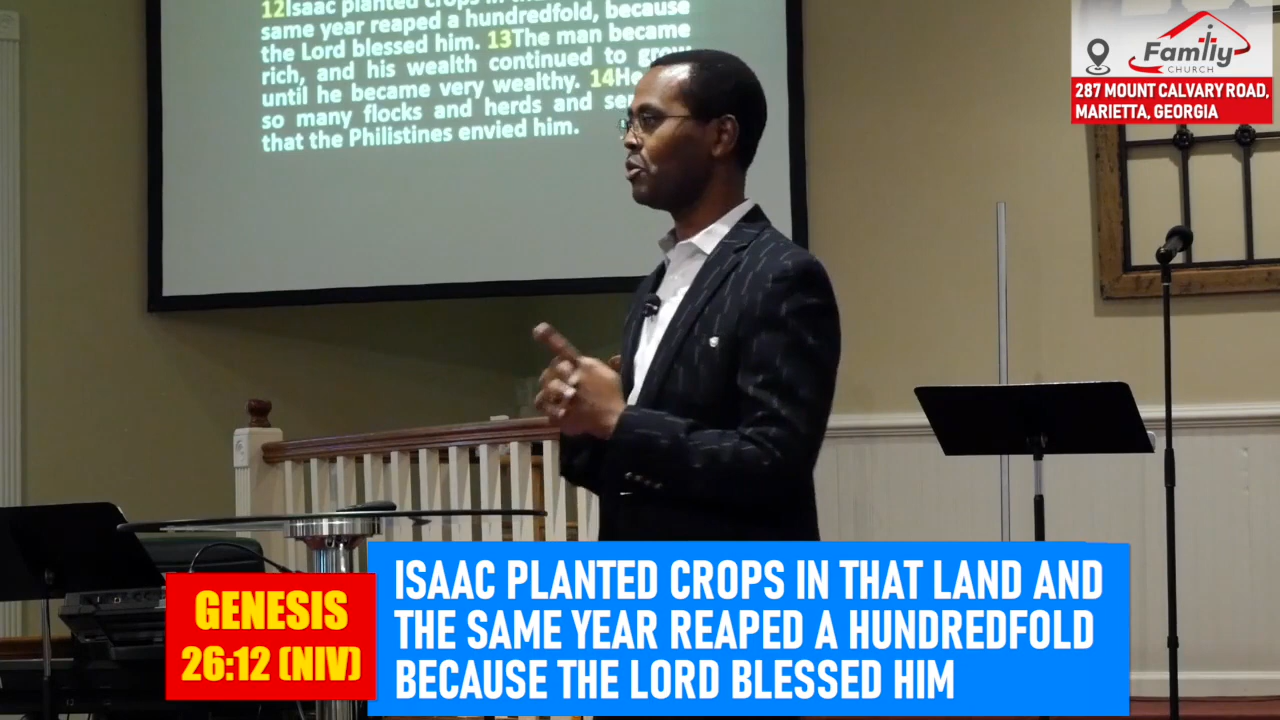 12Isaac planted crops in
same year reaped a hundredfold, because
the Lord blessed him. 13The man became
rich, and his wealth continued to grow
until he became very wealthy. 14He
so many flocks and herds and
that the Philistines envied him.
Family
CHURCH
287 MOUNT CALVARY ROAD,
MARIETTA, GEORGIA
GENESIS
26:12 (NIV)
ISAAC PLANTED CROPS IN THAT LAND AND
THE SAME YEAR REAPED A HUNDREDFOLD
BECAUSE THE LORD BLESSED HIM